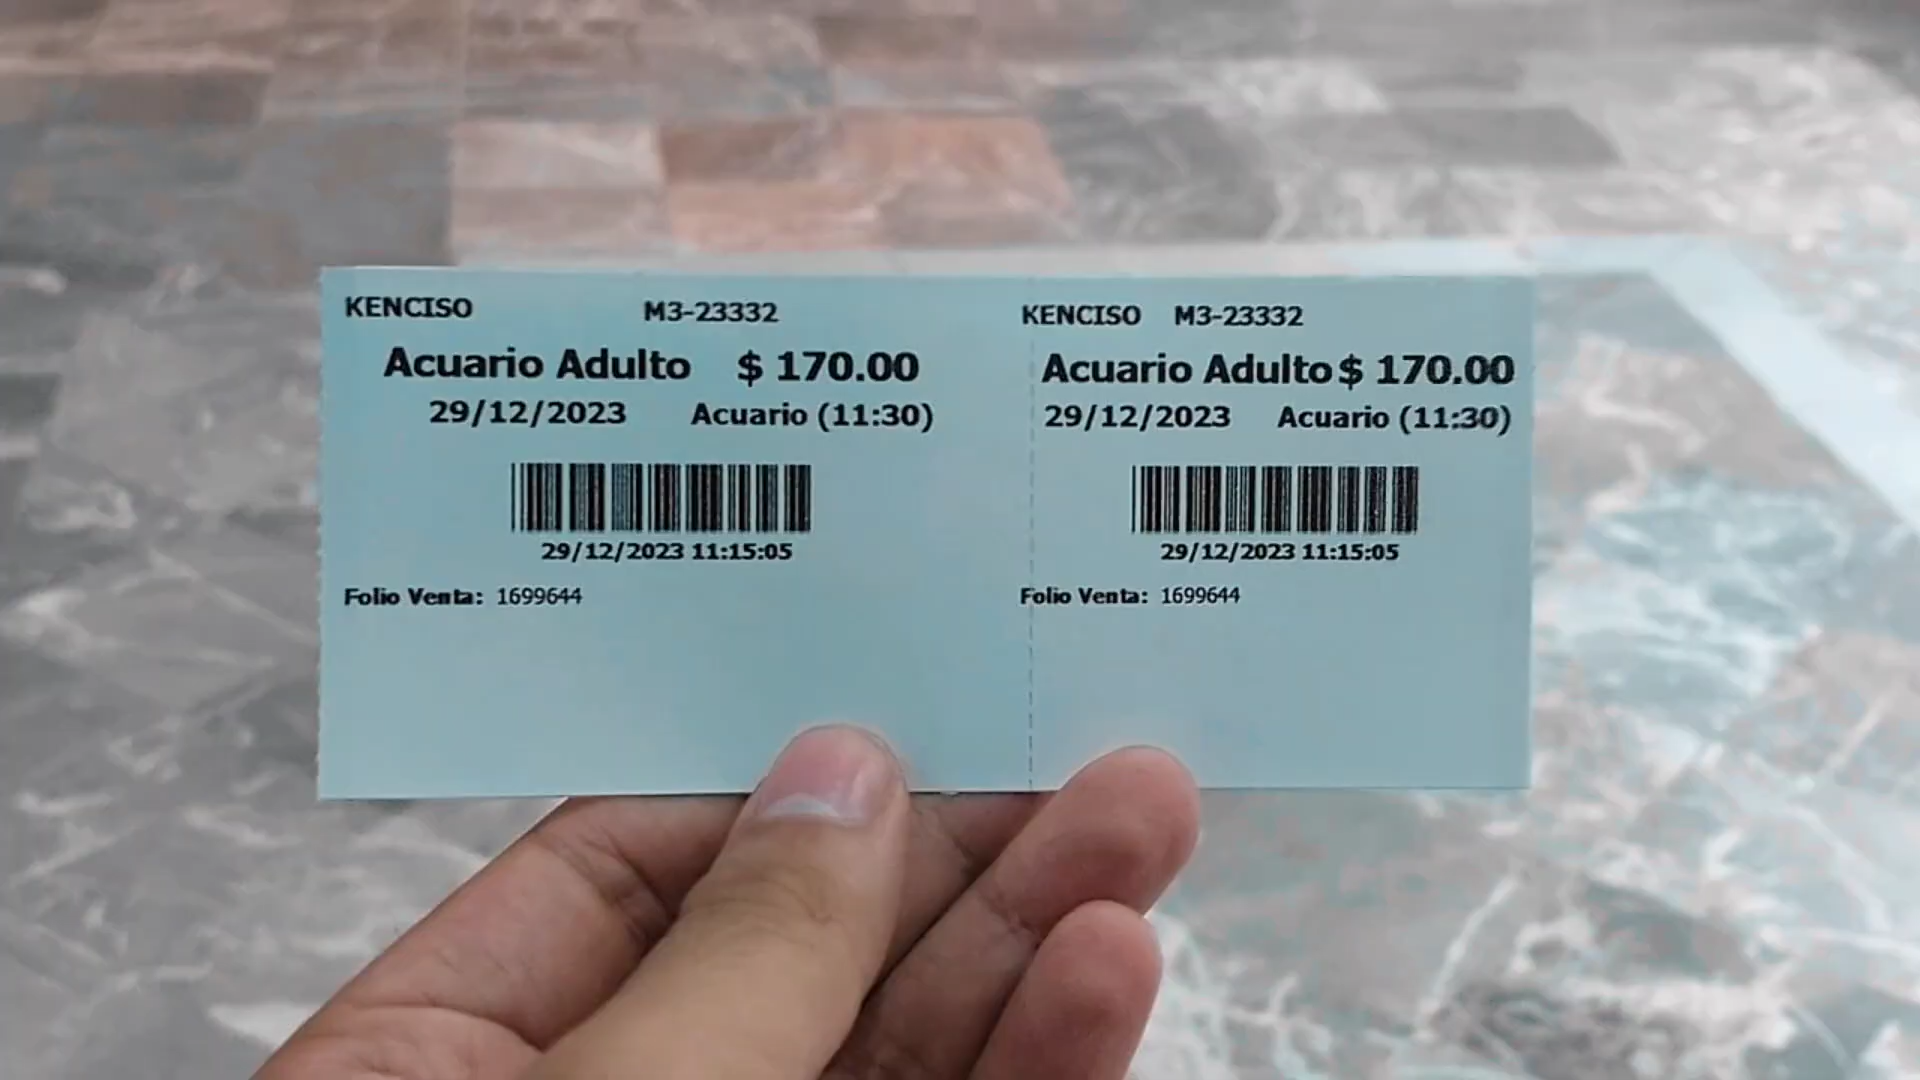 KENCISO M3-23332
Acuario Adulto $ 170.00
29/12/2023 Acuario (11:30)
29/12/2023 11:15:05
Folio Venta: 1699644
KENCISO M3-23332
Acuario Adulto $ 170.00
29/12/2023 Acuario (11:30)
29/12/2023 11:15:05
Folio Venta: 1699644